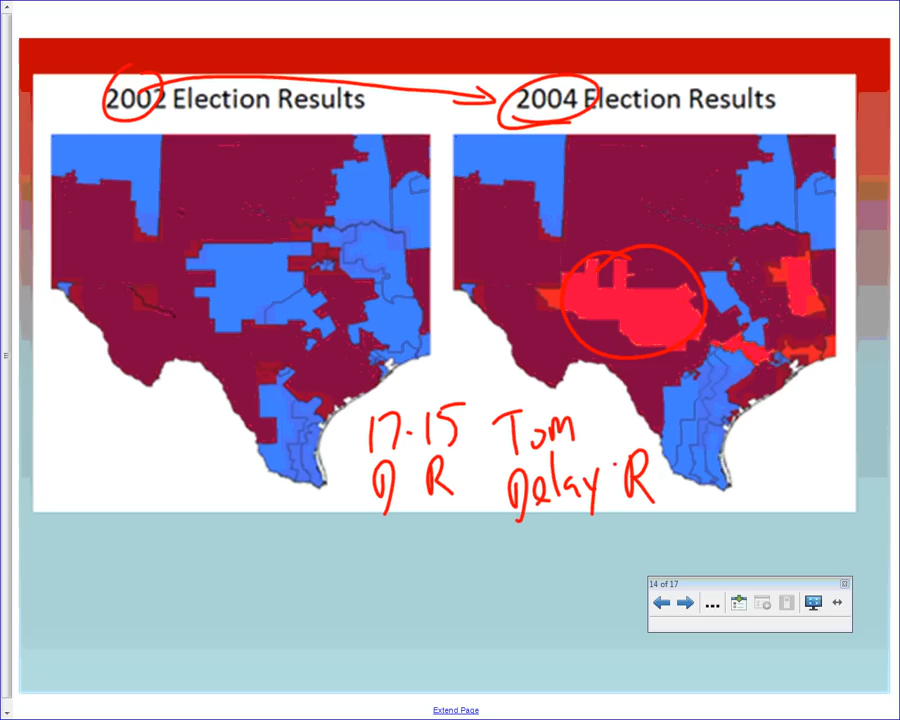 2002 Election Results
2004 Election Results
17-15
D R
Tom
Delay·R
14 of 17
...
Extend Page